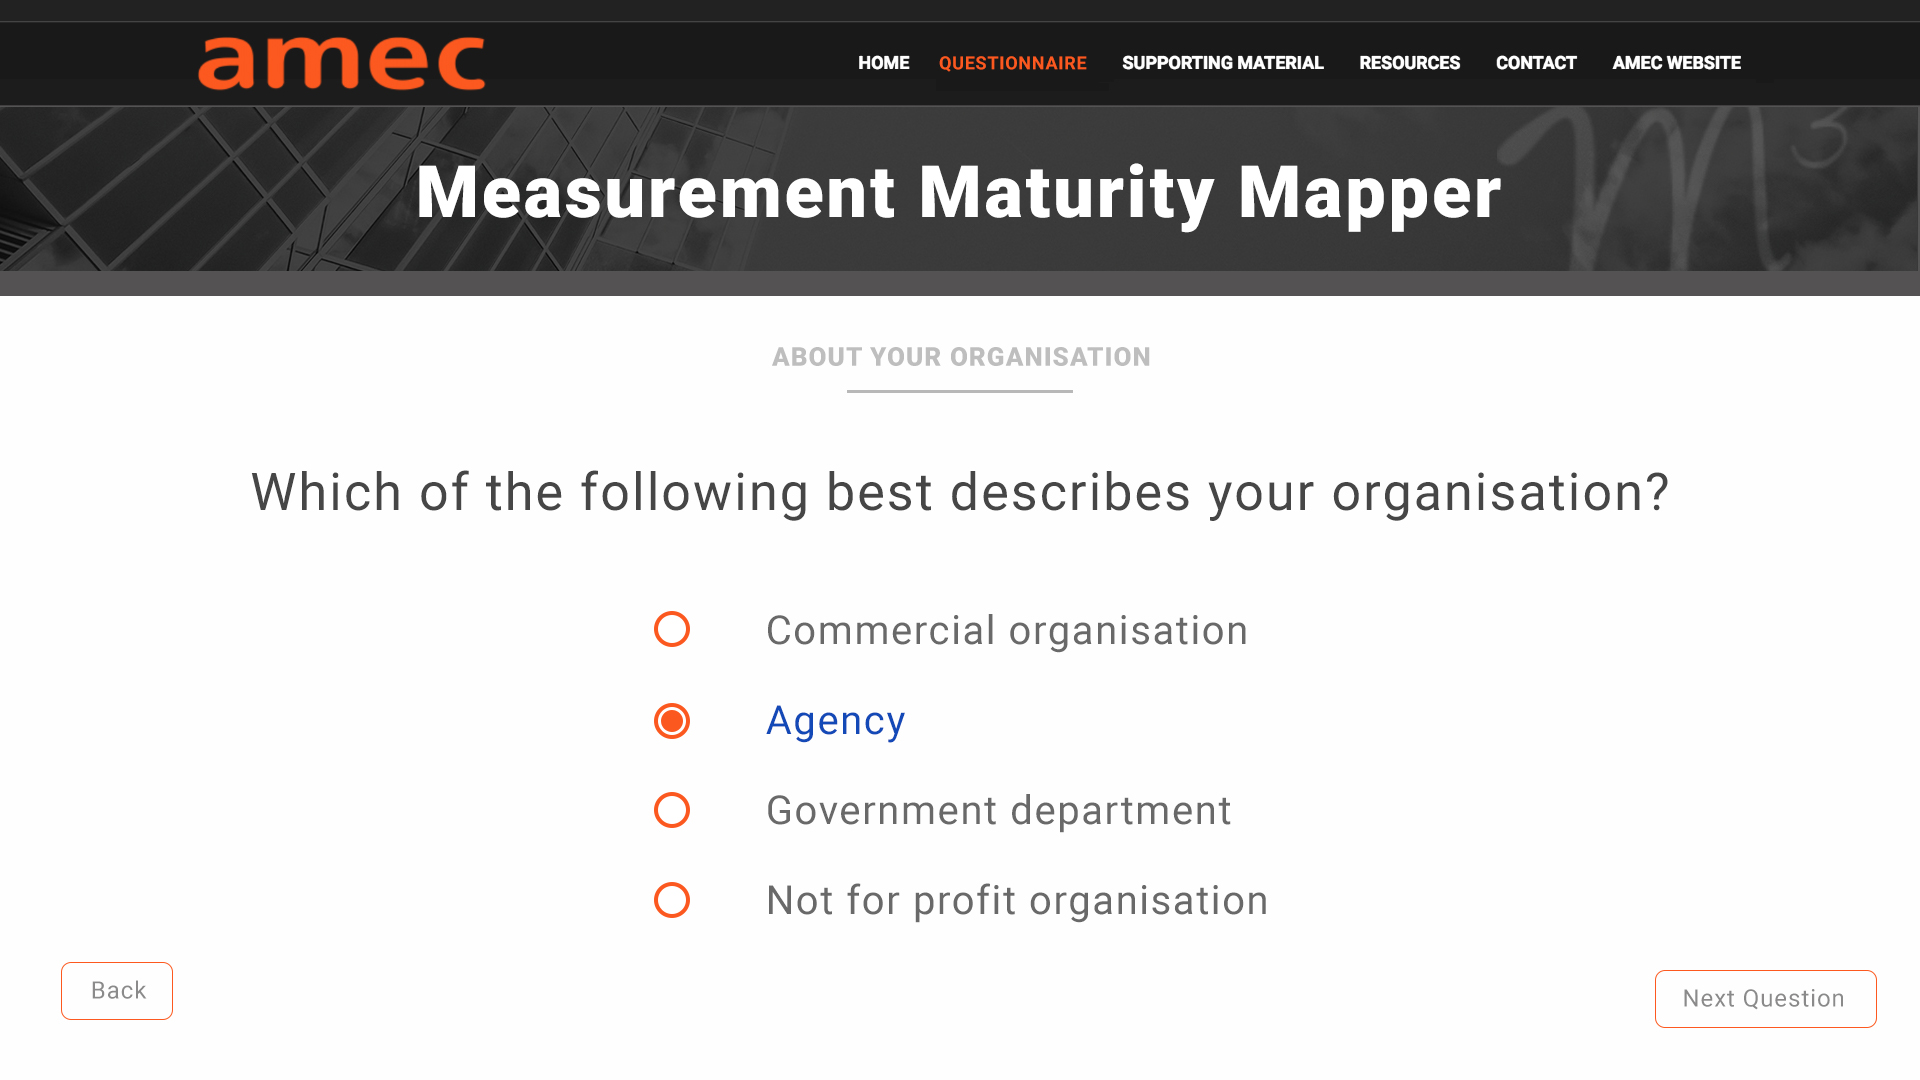 amec
HOME QUESTIONNAIRE SUPPORTING MATERIAL RESOURCES CONTACT AMEC WEBSITE
Measurement Maturity Mapper
m3
ABOUT YOUR ORGANISATION
Which of the following best describes your organisation?
Commercial organisation
Agency
Government department
Not for profit organisation
Back
Next Question